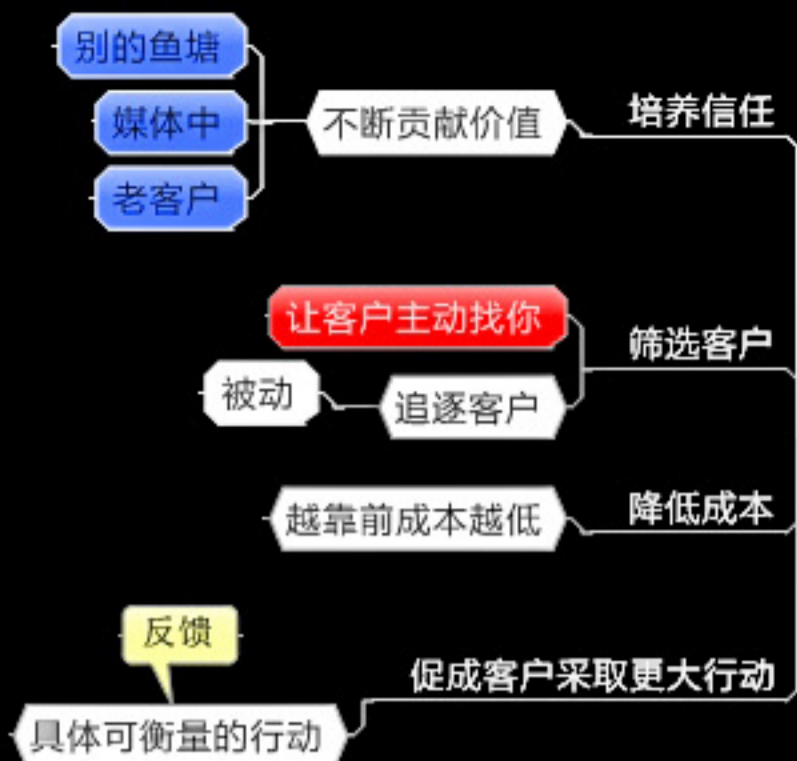 别的鱼塘
媒体中
老客户
不断贡献价值
培养信任
让客户主动找你
被动
追逐客户
筛选客户
越靠前成本越低
降低成本
反馈
具体可衡量的行动
促成客户采取更大行动